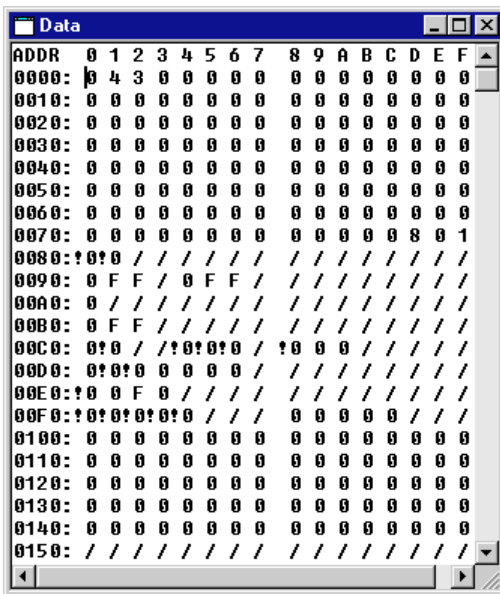 Data
ADDR 0 1 2 3 4 5 6 7 8 9 A B C D E F
0000: 0 4 3 0 0 0 0 0 0 0 0 0 0 0 0 0
0010: 0 0 0 0 0 0 0 0 0 0 0 0 0 0 0 0
0020: 0 0 0 0 0 0 0 0 0 0 0 0 0 0 0 0
0030: 0 0 0 0 0 0 0 0 0 0 0 0 0 0 0 0
0040: 0 0 0 0 0 0 0 0 0 0 0 0 0 0 0 0
0050: 0 0 0 0 0 0 0 0 0 0 0 0 0 0 0 0
0060: 0 0 0 0 0 0 0 0 0 0 0 0 0 0 0 0
0070: 0 0 0 0 0 0 0 0 0 0 0 0 0 8 0 1
0080:!0!0 / / / / / / / / / / / / / /
0090: 0 F F / 0 F F / / / / / / / / /
00A0: 0 / / / / / / / / / / / / / / /
00B0: 0 F F / / / / / / / / / / / / /
00C0: 0!0 / /!0!0!0 / !0 0 0 / / / / /
00D0: 0!0!0 0 0 0 0 / / / / / / / / /
00E0:!0 0 F 0 / / / / / / / / / / / /
00F0:!0!0!0!0!0 / / / 0 0 0 0 0 / / /
0100: 0 0 0 0 0 0 0 0 0 0 0 0 0 0 0 0
0110: 0 0 0 0 0 0 0 0 0 0 0 0 0 0 0 0
0120: 0 0 0 0 0 0 0 0 0 0 0 0 0 0 0 0
0130: 0 0 0 0 0 0 0 0 0 0 0 0 0 0 0 0
0140: 0 0 0 0 0 0 0 0 0 0 0 0 0 0 0 0
0150: / / / / / / / / / / / / / / / /